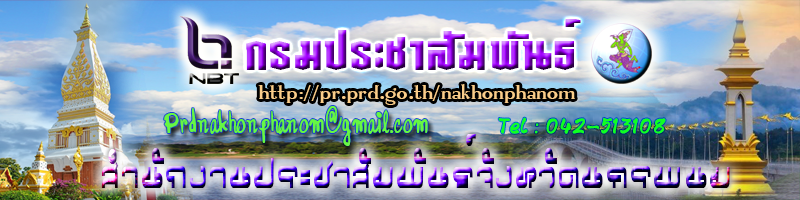 NBT กรมประชาสัมพันธ์
http://pr.prd.go.th/nakhonphanom
Prdnakhonphanom@gmail.com Tel : 042-513108
สำนักงานประชาสัมพันธ์จังหวัดนครพนม